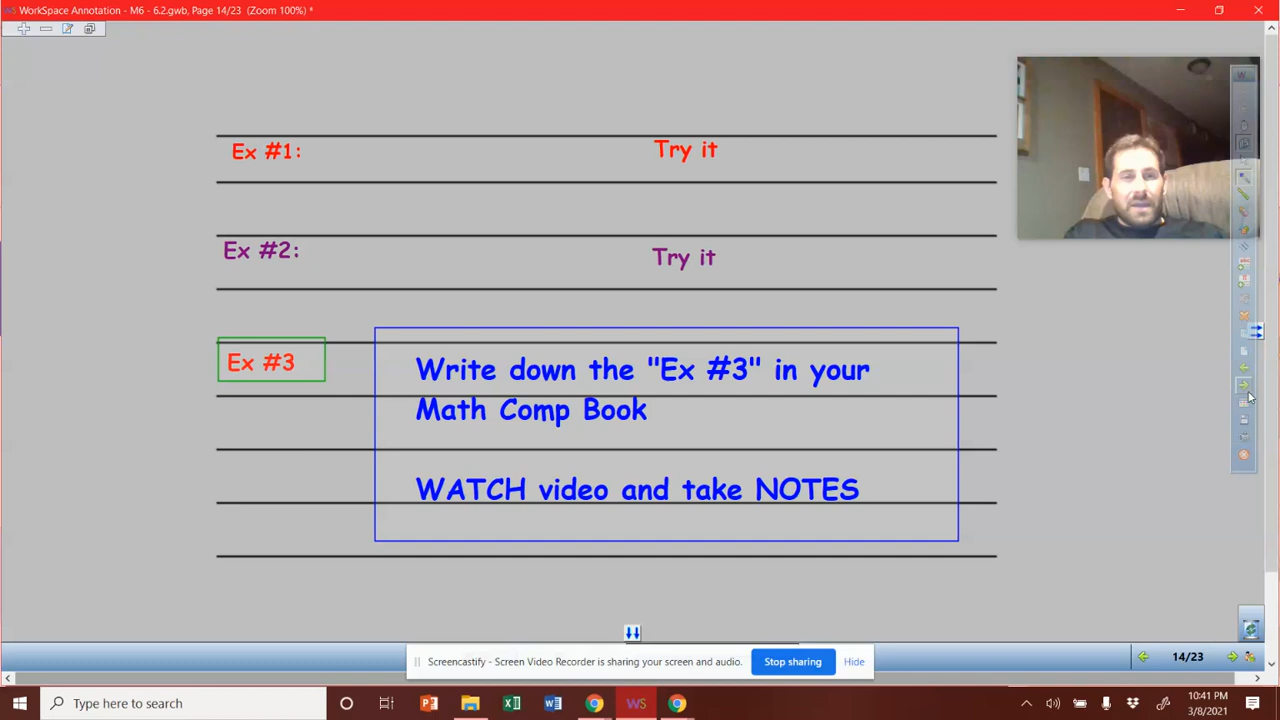 WorkSpace Annotation - M6 - 6.2.gwb, Page 14/23 (Zoom 100%) *
Ex #1: Try it
Ex #2: Try it
Ex #3
Write down the "Ex #3" in your
Math Comp Book
WATCH video and take NOTES
14/23
Screencastify - Screen Video Recorder is sharing your screen and audio. Stop sharing Hide
Type here to search
10:41 PM
3/8/2021